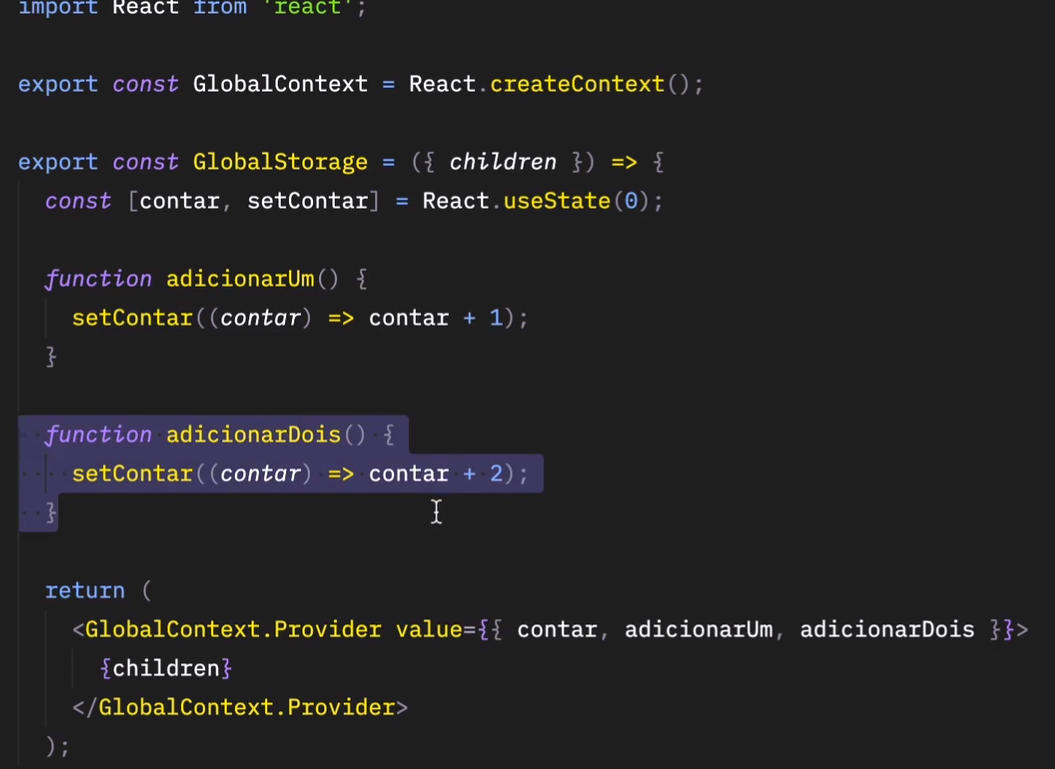 import React from 'react';
export const GlobalContext = React.createContext();
export const GlobalStorage = ({ children }) => {
const [contar, setContar] = React.useState(0);
function adicionarUm() {
setContar((contar) => contar + 1);
}
function adicionarDois() {
setContar((contar) => contar + 2);
}
return (
<GlobalContext.Provider value={{ contar, adicionarUm, adicionarDois }}>
{children}
</GlobalContext.Provider>
);